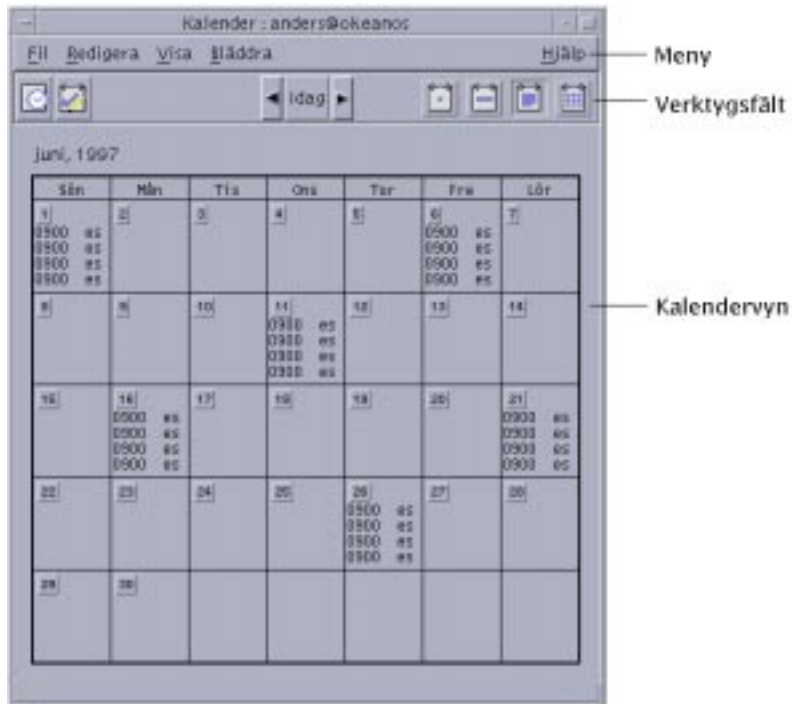 Kalender : anders@okeanos
Fil Redigera Visa Bläddra Hjälp
Meny
Idag
Verktygsfält
juni, 1997
Sön Mån Tis Ons Tor Fre Lör
1 2 3 4 5 6 7
0900 es 0900 es
0900 es 0900 es
0900 es 0900 es
0900 es 0900 es
Kalendervyn
8 9 10 11 12 13 14
0900 es
0900 es
0900 es
0900 es
15 16 17 18 19 20 21
0900 es 0900 es
0900 es 0900 es
0900 es 0900 es
0900 es 0900 es
22 23 24 25 26 27 28
0900 es
0900 es
0900 es
0900 es
29 30